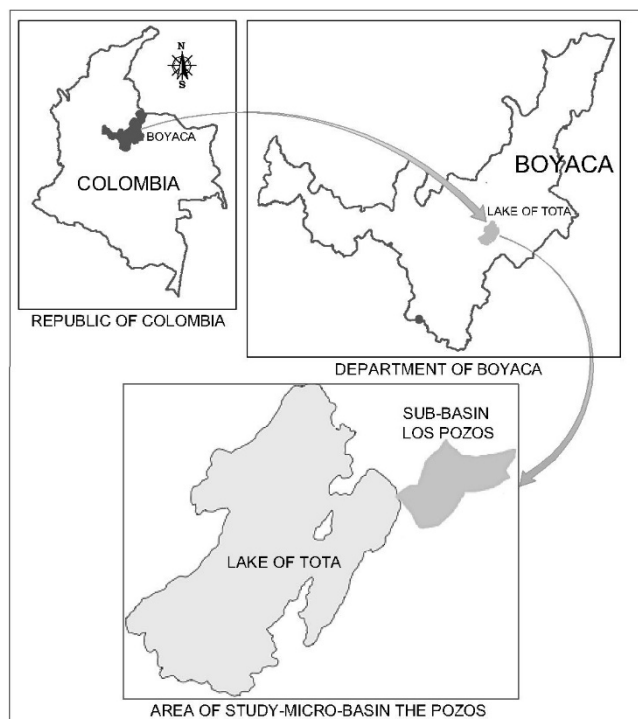 N
S
BOYACA
COLOMBIA
REPUBLIC OF COLOMBIA
BOYACA
LAKE OF TOTA
DEPARTMENT OF BOYACA
SUB-BASIN
LOS POZOS
LAKE OF TOTA
AREA OF STUDY-MICRO-BASIN THE POZOS